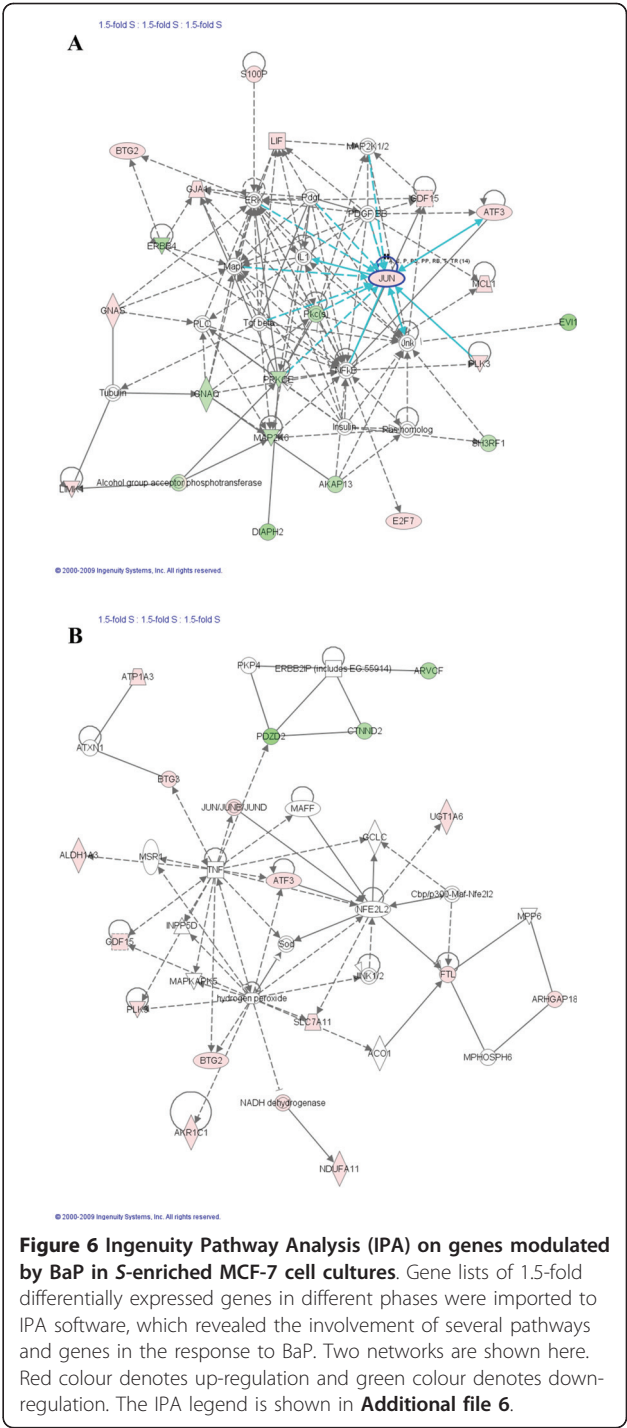 1.5-fold S : 1.5-fold S : 1.5-fold S
A
S100P
BTG2
LIF
MAP2K1/2
GJA1
ERK
Pdgf
GDF15
PDGF BB
ATF3
ERBB4
IL1
Mapk
JUN
MCL1
GNAS
Pkc(s)
PLC
Tgf beta
EVI1
Jnk
PLK3
Tubulin
PRKCE
NFkB
GNAQ
Insulin
Ras homolog
MAP2K6
SH3RF1
LIMK1
Alcohol group acceptor phosphotransferase
AKAP13
E2F7
DIAPH2
© 2000-2009 Ingenuity Systems, Inc. All rights reserved.
1.5-fold S : 1.5-fold S : 1.5-fold S
B
PKP4
ERBB2IP (includes EG:55914)
ARVCF
ATP1A3
CTNND2
PDZD2
ATXN1
BTG3
JUN/JUNB/JUND
MAFF
UGT1A6
GCLC
ALDH1A3
MSR1
TNF
ATF3
Cbp/p300-Maf-Nfe2l2
NFE2L2
MPP6
INPP5D
GDF15
Sod
MAPKAPK5
JNK1/2
FTL
hydrogen peroxide
PLK3
ARHGAP18
SLC7A11
BTG2
ACO1
MPHOSPH6
NADH dehydrogenase
AKR1C1
NDUFA11
© 2000-2009 Ingenuity Systems, Inc. All rights reserved.
Figure 6 Ingenuity Pathway Analysis (IPA) on genes modulated
by BaP in S-enriched MCF-7 cell cultures. Gene lists of 1.5-fold
differentially expressed genes in different phases were imported to
IPA software, which revealed the involvement of several pathways
and genes in the response to BaP. Two networks are shown here.
Red colour denotes up-regulation and green colour denotes down-
regulation. The IPA legend is shown in Additional file 6.